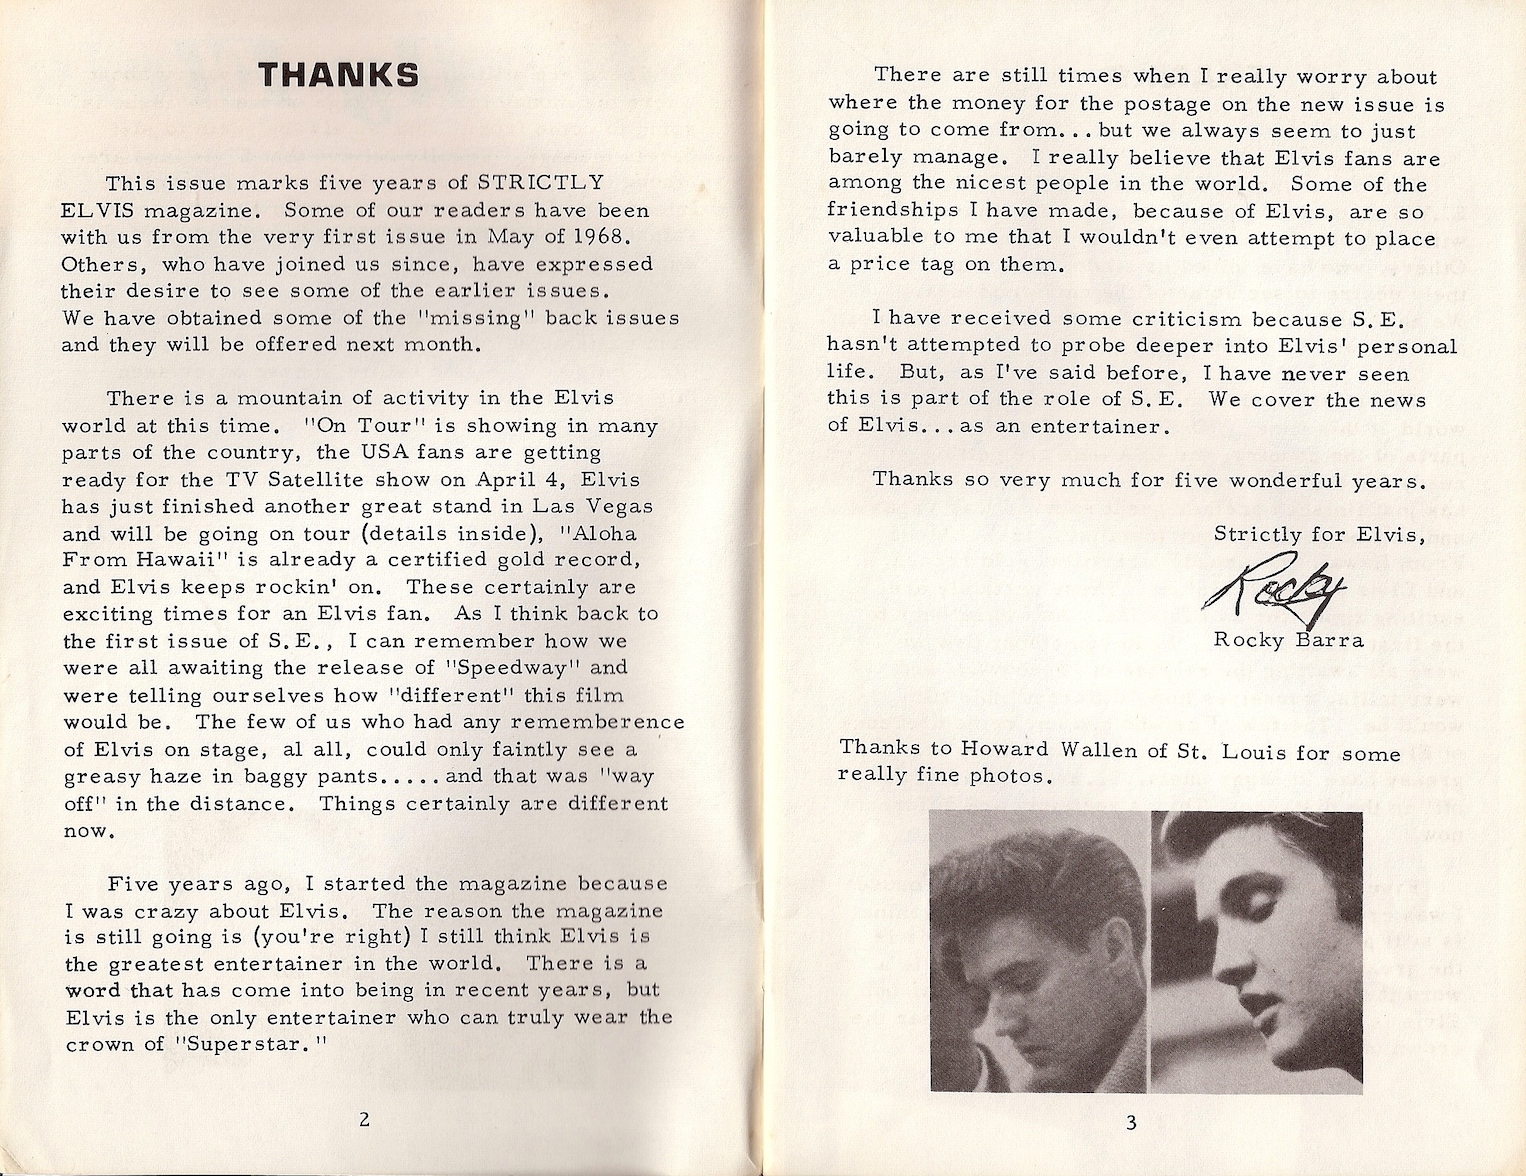 THANKS
This issue marks five years of STRICTLY
ELVIS magazine. Some of our readers have been
with us from the very first issue in May of 1968.
Others, who have joined us since, have expressed
their desire to see some of the earlier issues.
We have obtained some of the "missing" back issues
and they will be offered next month.
There is a mountain of activity in the Elvis
world at this time. "On Tour" is showing in many
parts of the country, the USA fans are getting
ready for the TV Satellite show on April 4, Elvis
has just finished another great stand in Las Vegas
and will be going on tour (details inside), "Aloha
From Hawaii" is already a certified gold record,
and Elvis keeps rockin' on. These certainly are
exciting times for an Elvis fan. As I think back to
the first issue of S.E., I can remember how we
were all awaiting the release of "Speedway" and
were telling ourselves how "different" this film
would be. The few of us who had any rememberence
of Elvis on stage, al all, could only faintly see a
greasy haze in baggy pants.....and that was "way
off" in the distance. Things certainly are different
now.
Five years ago, I started the magazine because
I was crazy about Elvis. The reason the magazine
is still going is (you're right) I still think Elvis is
the greatest entertainer in the world. There is a
word that has come into being in recent years, but
Elvis is the only entertainer who can truly wear the
crown of "Superstar."
2
There are still times when I really worry about
where the money for the postage on the new issue is
going to come from...but we always seem to just
barely manage. I really believe that Elvis fans are
among the nicest people in the world. Some of the
friendships I have made, because of Elvis, are so
valuable to me that I wouldn't even attempt to place
a price tag on them.
I have received some criticism because S.E.
hasn't attempted to probe deeper into Elvis' personal
life. But, as I've said before, I have never seen
this is part of the role of S.E. We cover the news
of Elvis...as an entertainer.
Thanks so very much for five wonderful years.
Strictly for Elvis,
Rocky
Rocky Barra
Thanks to Howard Wallen of St. Louis for some
really fine photos.
3